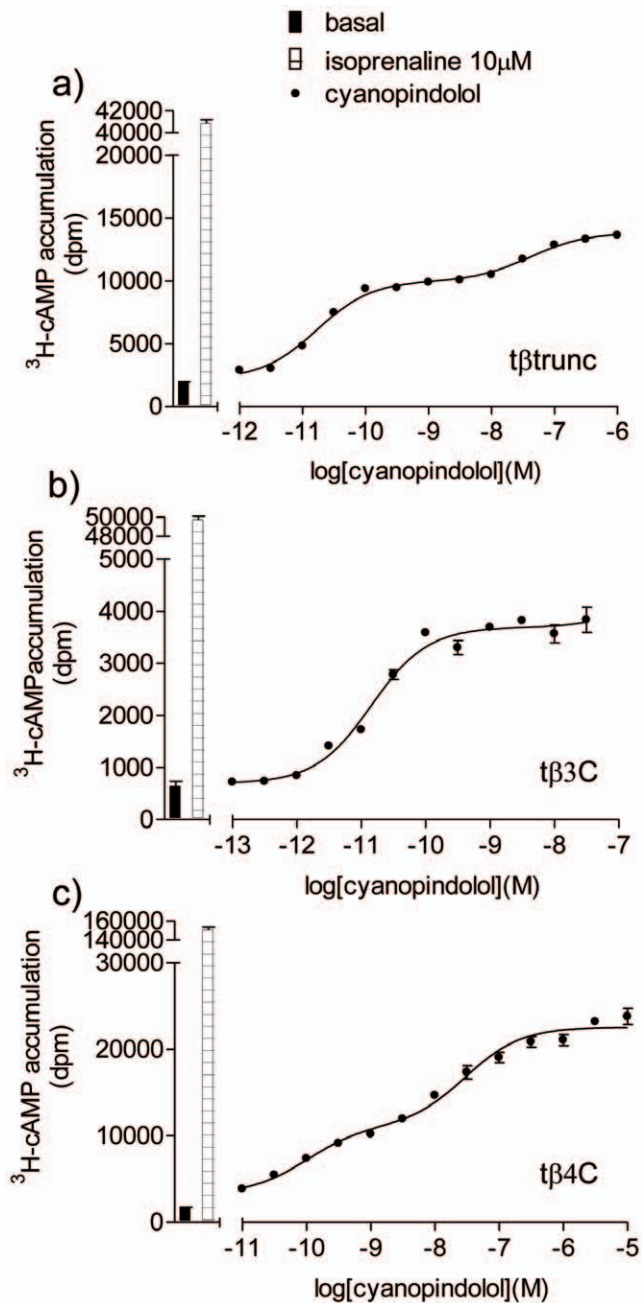 basal
isoprenaline 10μM
cyanopindolol
a)
42000
40000
20000
15000
10000
5000
0
³H-cAMP accumulation
(dpm)
tβtrunc
-12 -11 -10 -9 -8 -7 -6
log[cyanopindolol](M)
b)
50000
48000
5000
4000
3000
2000
1000
0
³H-cAMPaccumulation
(dpm)
tβ3C
-13 -12 -11 -10 -9 -8 -7
log[cyanopindolol](M)
c)
160000
140000
30000
20000
10000
0
³H-cAMP accumulation
(dpm)
tβ4C
-11 -10 -9 -8 -7 -6 -5
log[cyanopindolol](M)